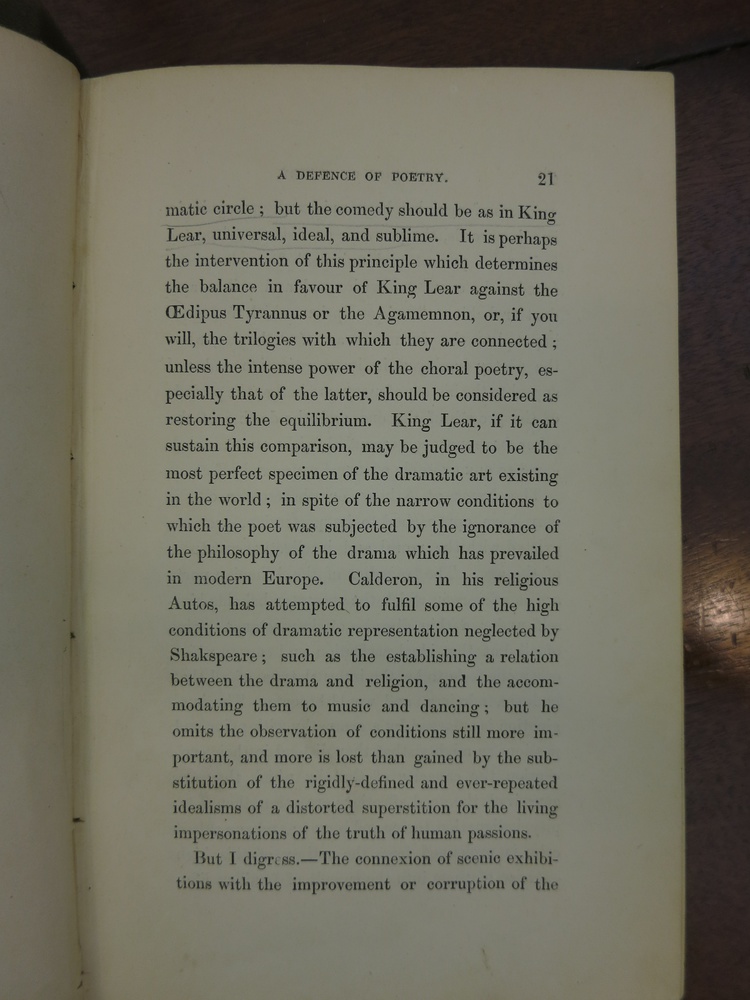 A DEFENCE OF POETRY. 21
matic circle ; but the comedy should be as in King
Lear, universal, ideal, and sublime. It is perhaps
the intervention of this principle which determines
the balance in favour of King Lear against the
Œdipus Tyrannus or the Agamemnon, or, if you
will, the trilogies with which they are connected ;
unless the intense power of the choral poetry, es-
pecially that of the latter, should be considered as
restoring the equilibrium. King Lear, if it can
sustain this comparison, may be judged to be the
most perfect specimen of the dramatic art existing
in the world ; in spite of the narrow conditions to
which the poet was subjected by the ignorance of
the philosophy of the drama which has prevailed
in modern Europe. Calderon, in his religious
Autos, has attempted to fulfil some of the high
conditions of dramatic representation neglected by
Shakspeare ; such as the establishing a relation
between the drama and religion, and the accom-
modating them to music and dancing ; but he
omits the observation of conditions still more im-
portant, and more is lost than gained by the sub-
stitution of the rigidly-defined and ever-repeated
idealisms of a distorted superstition for the living
impersonations of the truth of human passions.
But I digress.—The connexion of scenic exhibi-
tions with the improvement or corruption of the